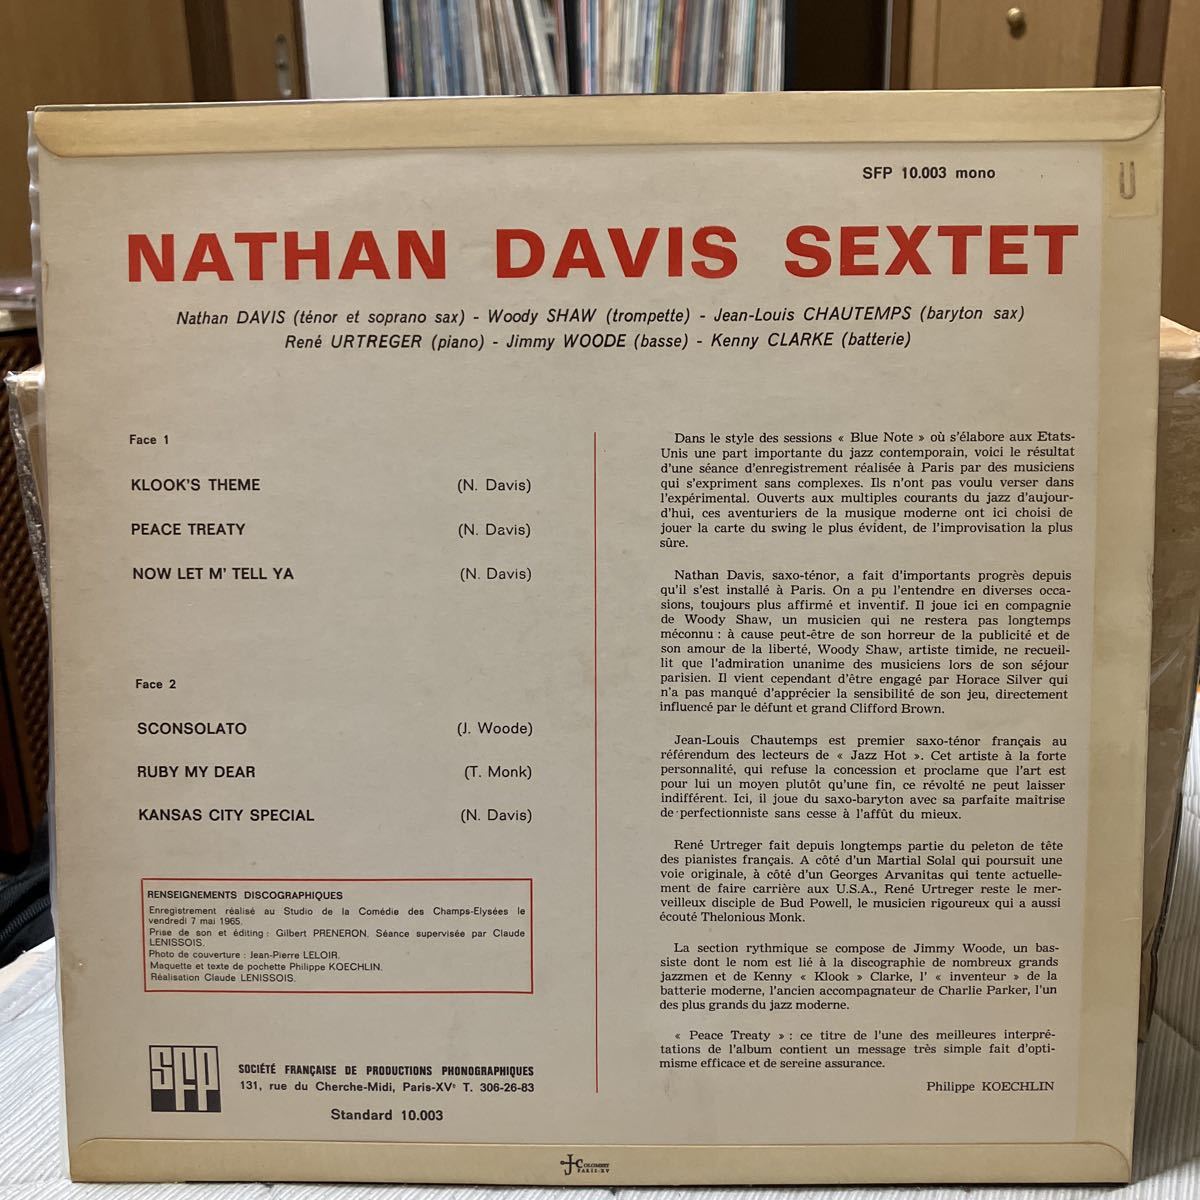 SFP 10.003 mono
U
NATHAN DAVIS SEXTET
Nathan DAVIS (ténor et soprano sax) - Woody SHAW (trompette) - Jean-Louis CHAUTEMPS (baryton sax)
René URTREGER (piano) - Jimmy WOODE (basse) - Kenny CLARKE (batterie)
Face 1
KLOOK'S THEME (N. Davis)
PEACE TREATY (N. Davis)
NOW LET M' TELL YA (N. Davis)
Face 2
SCONSOLATO (J. Woode)
RUBY MY DEAR (T. Monk)
KANSAS CITY SPECIAL (N. Davis)
RENSEIGNEMENTS DISCOGRAPHIQUES
Enregistrement réalisé au Studio de la Comédie des Champs-Elysées le
vendredi 7 mai 1965.
Prise de son et éditing : Gilbert PRENERON. Séance supervisée par Claude
LENISSOIS.
Photo de couverture : Jean-Pierre LELOIR.
Maquette et texte de pochette Philippe KOECHLIN.
Réalisation Claude LENISSOIS.
SFP
SOCIÉTÉ FRANÇAISE DE PRODUCTIONS PHONOGRAPHIQUES
131, rue du Cherche-Midi, Paris-XVe T. 306-26-83
Standard 10.003
Dans le style des sessions « Blue Note » où s'élabore aux Etats-
Unis une part importante du jazz contemporain, voici le résultat
d'une séance d'enregistrement réalisée à Paris par des musiciens
qui s'expriment sans complexes. Ils n'ont pas voulu verser dans
l'expérimental. Ouverts aux multiples courants du jazz d'aujour-
d'hui, ces aventuriers de la musique moderne ont ici choisi de
jouer la carte du swing le plus évident, de l'improvisation la plus
sûre.
Nathan Davis, saxo-ténor, a fait d'importants progrès depuis
qu'il s'est installé à Paris. On a pu l'entendre en diverses occa-
sions, toujours plus affirmé et inventif. Il joue ici en compagnie
de Woody Shaw, un musicien qui ne restera pas longtemps
méconnu : à cause peut-être de son horreur de la publicité et de
son amour de la liberté, Woody Shaw, artiste timide, ne recueil-
lit que l'admiration unanime des musiciens lors de son séjour
parisien. Il vient cependant d'être engagé par Horace Silver qui
n'a pas manqué d'apprécier la sensibilité de son jeu, directement
influencé par le défunt et grand Clifford Brown.
Jean-Louis Chautemps est premier saxo-ténor français au
référendum des lecteurs de « Jazz Hot ». Cet artiste à la forte
personnalité, qui refuse la concession et proclame que l'art est
pour lui un moyen plutôt qu'une fin, ce révolté ne peut laisser
indifférent. Ici, il joue du saxo-baryton avec sa parfaite maîtrise
de perfectionniste sans cesse à l'affût du mieux.
René Urtreger fait depuis longtemps partie du peleton de tête
des pianistes français. A côté d'un Martial Solal qui poursuit une
voie originale, à côté d'un Georges Arvanitas qui tente actuelle-
ment de faire carrière aux U.S.A., René Urtreger reste le mer-
veilleux disciple de Bud Powell, le musicien rigoureux qui a aussi
écouté Thelonious Monk.
La section rythmique se compose de Jimmy Woode, un bas-
siste dont le nom est lié à la discographie de nombreux grands
jazzmen et de Kenny « Klook » Clarke, l' « inventeur » de la
batterie moderne, l'ancien accompagnateur de Charlie Parker, l'un
des plus grands du jazz moderne.
« Peace Treaty » : ce titre de l'une des meilleures interpré-
tations de l'album contient un message très simple fait d'opti-
misme efficace et de sereine assurance.
Philippe KOECHLIN
J COLOMBET
PARIS-XV